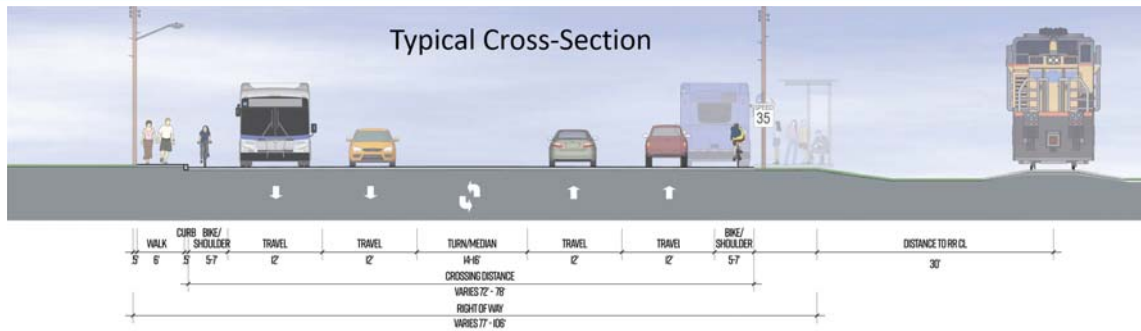 Typical Cross-Section
SPEED
35
CURB BIKE/
WALK SHOULDER TRAVEL TRAVEL TURN/MEDIAN TRAVEL TRAVEL BIKE/ SHOULDER DISTANCE TO RR CL
.5' 6' .5' 5-7' 12' 12' 14-16' 12' 12' 5-7' 30'
CROSSING DISTANCE
VARIES 72' - 78'
RIGHT OF WAY
VARIES 77' - 106'